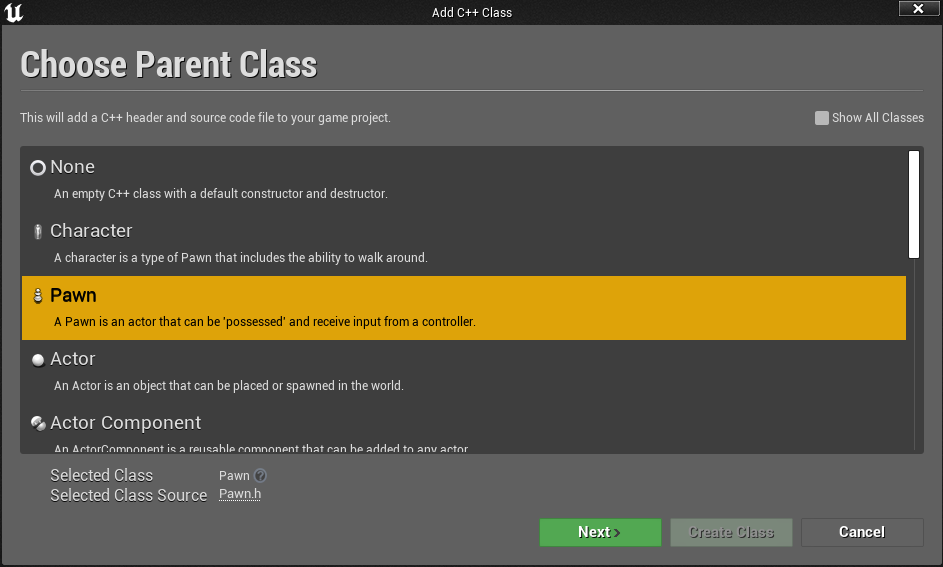 Add C++ Class
Choose Parent Class
This will add a C++ header and source code file to your game project.
Show All Classes
None
An empty C++ class with a default constructor and destructor.
Character
A character is a type of Pawn that includes the ability to walk around.
Pawn
A Pawn is an actor that can be 'possessed' and receive input from a controller.
Actor
An Actor is an object that can be placed or spawned in the world.
Actor Component
An ActorComponent is a reusable component that can be added to any actor.
Selected Class Pawn ?
Selected Class Source Pawn.h
Next >
Create Class
Cancel